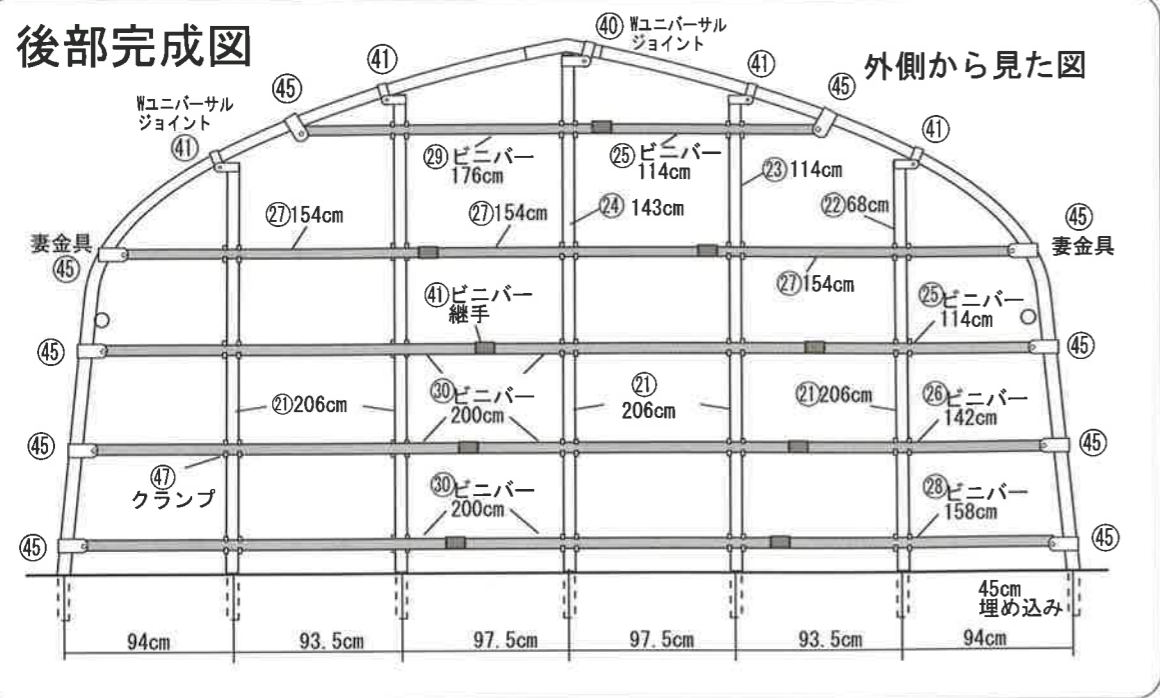 後部完成図
㊵ Wユニバーサル
ジョイント
外側から見た図
㊶
㊶
㊺
㊺
Wユニバーサル
ジョイント
㊶
㊶
㉙ビニバー
176cm
㉕ビニバー
114cm
㉓114cm
㉗154cm
㉗154cm
㉔ 143cm
㉒68cm
妻金具
㊺
㊺
妻金具
㉗154cm
㊶ビニバー
継手
㉕ビニバー
114cm
㊺
㊺
㉑206cm
㉚ビニバー
200cm
㉑
206cm
㉑206cm
㉖ビニバー
142cm
㊺
㊺
㊼
クランプ
㉚ビニバー
200cm
㉘ビニバー
158cm
㊺
㊺
45cm
埋め込み
94cm
93.5cm
97.5cm
97.5cm
93.5cm
94cm